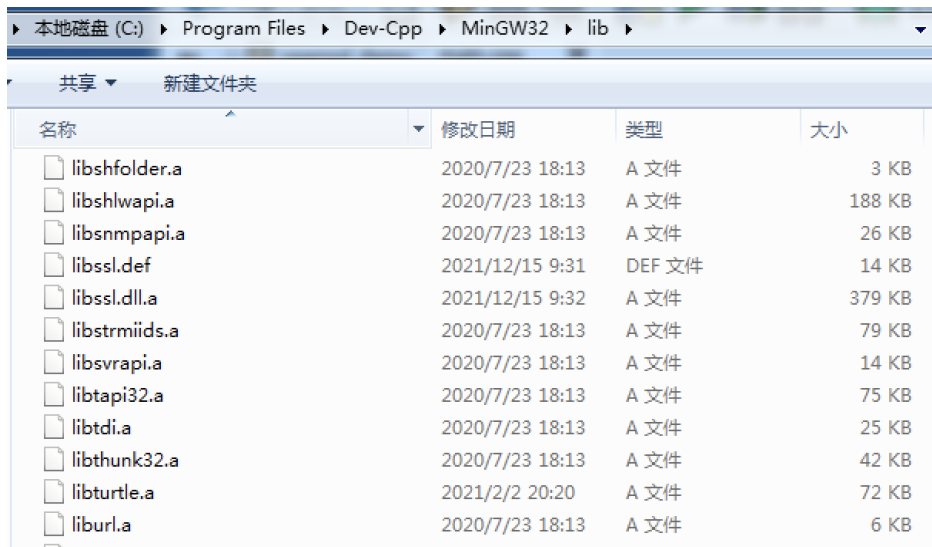 本地磁盘 (C:) Program Files Dev-Cpp MinGW32 lib
共享 新建文件夹
名称 修改日期 类型 大小
libshfolder.a 2020/7/23 18:13 A 文件 3 KB
libshlwapi.a 2020/7/23 18:13 A 文件 188 KB
libsnmpapi.a 2020/7/23 18:13 A 文件 26 KB
libssl.def 2021/12/15 9:31 DEF 文件 14 KB
libssl.dll.a 2021/12/15 9:32 A 文件 379 KB
libstrmiids.a 2020/7/23 18:13 A 文件 79 KB
libsvrapi.a 2020/7/23 18:13 A 文件 14 KB
libtapi32.a 2020/7/23 18:13 A 文件 75 KB
libtdi.a 2020/7/23 18:13 A 文件 25 KB
libthunk32.a 2020/7/23 18:13 A 文件 42 KB
libturtle.a 2021/2/2 20:20 A 文件 72 KB
liburl.a 2020/7/23 18:13 A 文件 6 KB